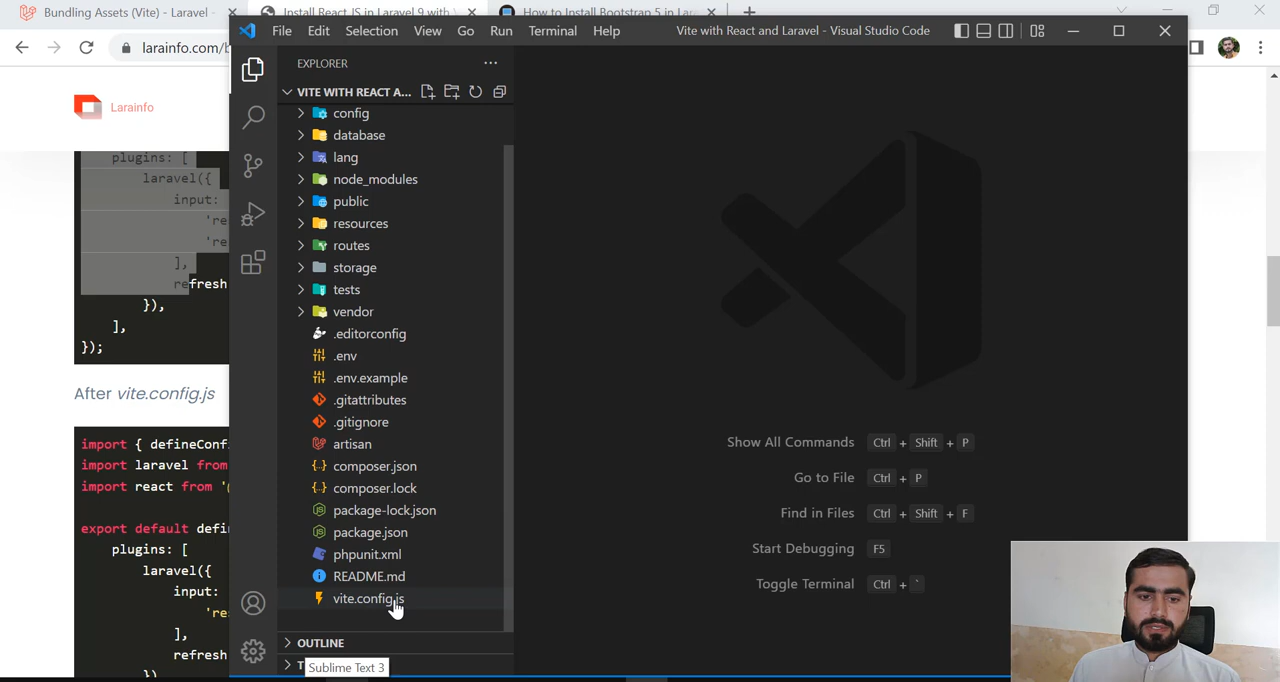 Bundling Assets (Vite) - Laravel -
Install React JS in Laravel 9 with
How to Install Bootstrap 5 in Lara
larainfo.com/b
File Edit Selection View Go Run Terminal Help
Vite with React and Laravel - Visual Studio Code
EXPLORER
VITE WITH REACT A...
config
database
lang
node_modules
public
resources
routes
storage
tests
vendor
.editorconfig
.env
.env.example
.gitattributes
.gitignore
artisan
composer.json
composer.lock
package-lock.json
package.json
phpunit.xml
README.md
vite.config.js
OUTLINE
Sublime Text 3
Show All Commands Ctrl + Shift + P
Go to File Ctrl + P
Find in Files Ctrl + Shift + F
Start Debugging F5
Toggle Terminal Ctrl + `
Larainfo
plugins: [
laravel({
input:
're
're
],
refresh
}),
],
});
After vite.config.js
import { defineConf
import laravel from
import react from '
export default defi
plugins: [
laravel({
input:
're
],
refresh
})